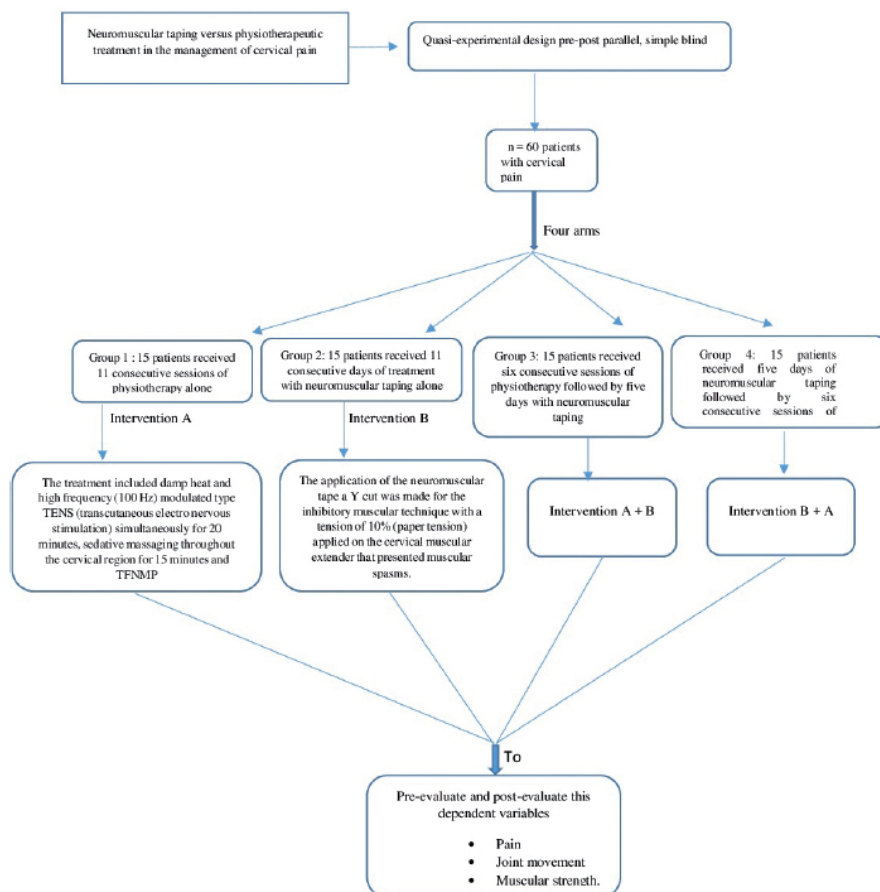 Neuromuscular taping versus physiotherapeutic
treatment in the management of cervical pain
Quasi-experimental design pre-post parallel, simple blind
n = 60 patients
with cervical
pain
Four arms
Group 1 : 15 patients received
11 consecutive sessions of
physiotherapy alone
Group 2: 15 patients received 11
consecutive days of treatment
with neuromuscular taping alone
Group 3: 15 patients received
six consecutive sessions of
physiotherapy followed by five
days with neuromuscular
taping
Group 4: 15 patients
received five days of
neuromuscular taping
followed by six
consecutive sessions of
Intervention A
Intervention B
The treatment included damp heat and
high frequency (100 Hz) modulated type
TENS (transcutaneous electro nervous
stimulation) simultaneously for 20
minutes, sedative massaging throughout
the cervical region for 15 minutes and
TFNMP
The application of the neuromuscular
tape a Y cut was made for the
inhibitory muscular technique with a
tension of 10% (paper tension)
applied on the cervical muscular
extender that presented muscular
spasms.
Intervention A + B
Intervention B + A
To
Pre-evaluate and post-evaluate this
dependent variables
• Pain
• Joint movement
• Muscular strength.